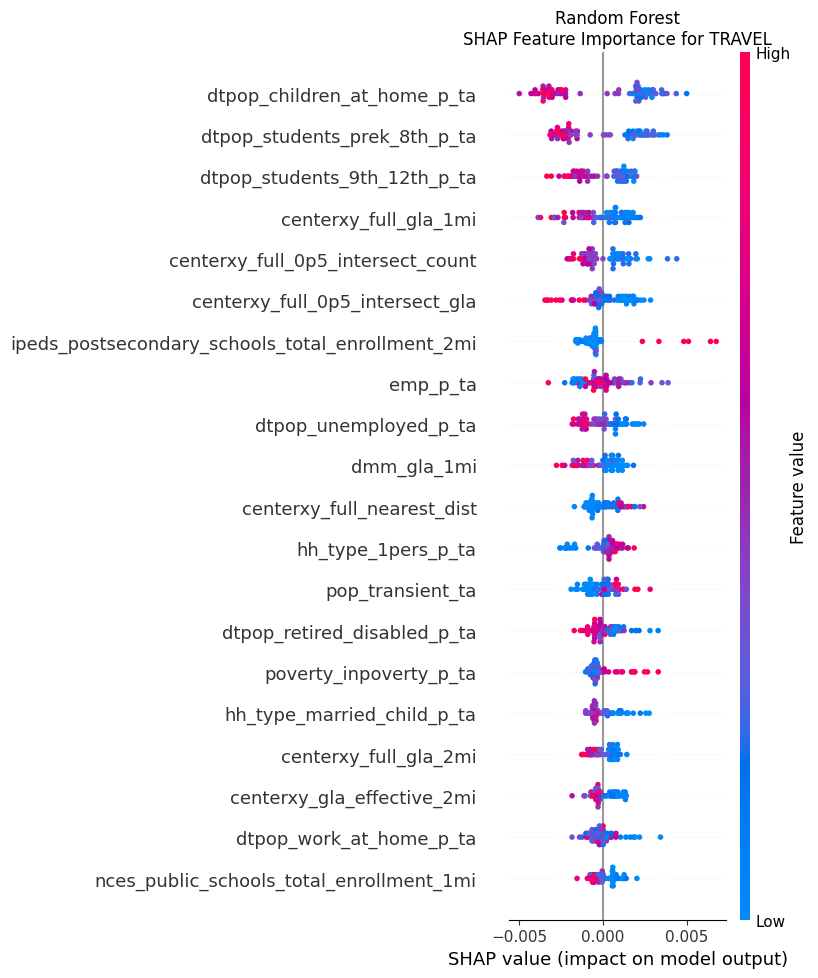 Random Forest
SHAP Feature Importance for TRAVEL
High
dtpop_children_at_home_p_ta
dtpop_students_prek_8th_p_ta
dtpop_students_9th_12th_p_ta
centerxy_full_gla_1mi
centerxy_full_0p5_intersect_count
centerxy_full_0p5_intersect_gla
ipeds_postsecondary_schools_total_enrollment_2mi
emp_p_ta
dtpop_unemployed_p_ta
dmm_gla_1mi
centerxy_full_nearest_dist
hh_type_1pers_p_ta
pop_transient_ta
dtpop_retired_disabled_p_ta
poverty_inpoverty_p_ta
hh_type_married_child_p_ta
centerxy_full_gla_2mi
centerxy_gla_effective_2mi
dtpop_work_at_home_p_ta
nces_public_schools_total_enrollment_1mi
Feature value
Low
−0.005 0.000 0.005
SHAP value (impact on model output)